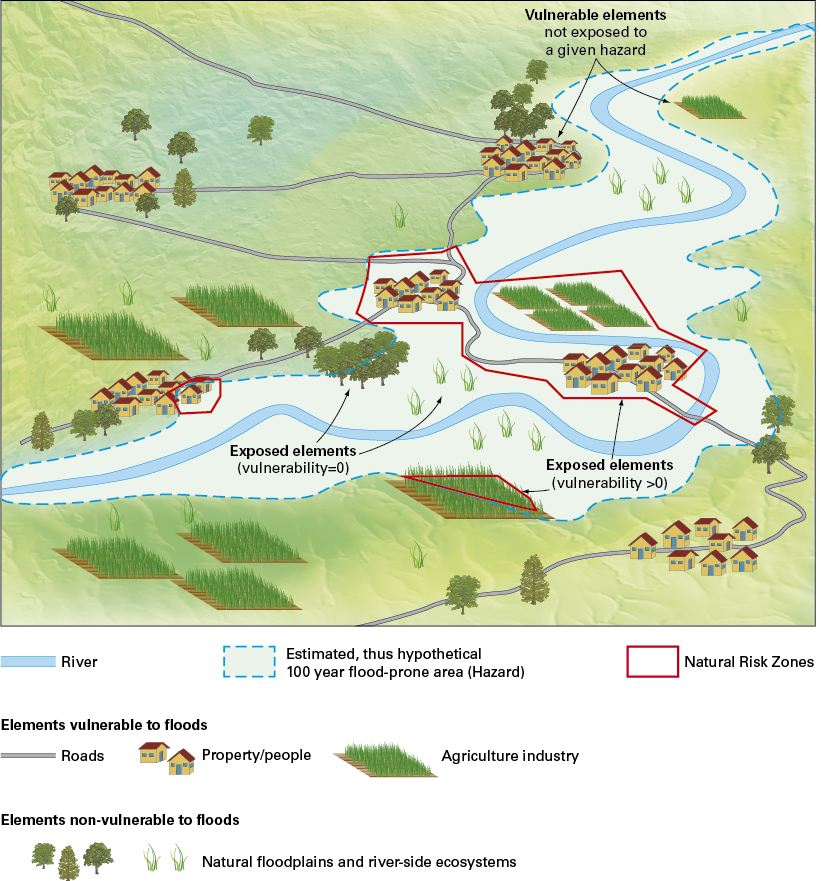 Vulnerable elements
not exposed to
a given hazard
Exposed elements
(vulnerability=0)
Exposed elements
(vulnerability >0)
River
Estimated, thus hypothetical
100 year flood-prone area (Hazard)
Natural Risk Zones
Elements vulnerable to floods
Roads
Property/people
Agriculture industry
Elements non-vulnerable to floods
Natural floodplains and river-side ecosystems